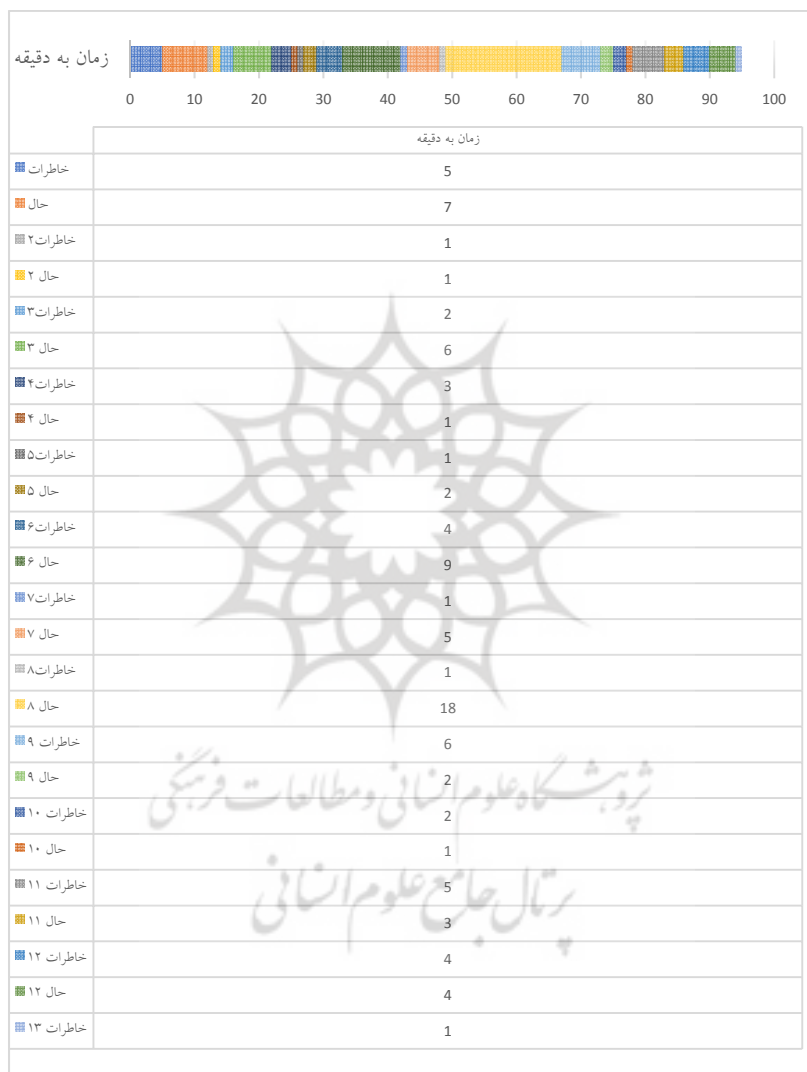 زمان به دقیقه
0 10 20 30 40 50 60 70 80 90 100
زمان به دقیقه
خاطرات 5
حال 7
خاطرات۲ 1
حال ۲ 1
خاطرات۳ 2
حال ۳ 6
خاطرات۴ 3
حال ۴ 1
خاطرات۵ 1
حال ۵ 2
خاطرات۶ 4
حال ۶ 9
خاطرات۷ 1
حال ۷ 5
خاطرات۸ 1
حال ۸ 18
خاطرات ۹ 6
حال ۹ 2
پژوهشگاه علوم انسانی و مطالعات فرهنگی
خاطرات ۱۰ 2
حال ۱۰ 1
خاطرات ۱۱ 5
پرتال جامع علوم انسانی
حال ۱۱ 3
خاطرات ۱۲ 4
حال ۱۲ 4
خاطرات ۱۳ 1